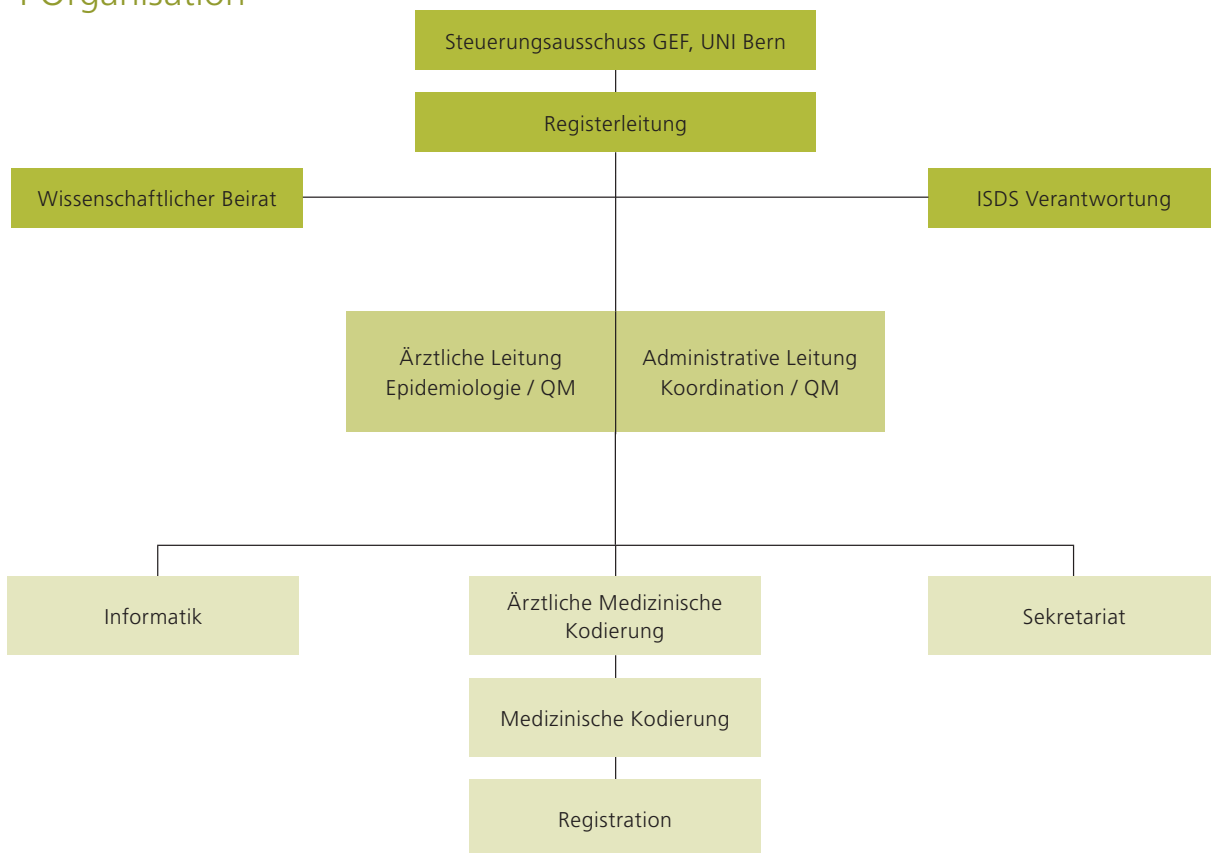 Organisation
Steuerungsausschuss GEF, UNI Bern
Registerleitung
Wissenschaftlicher Beirat
ISDS Verantwortung
Ärztliche Leitung
Epidemiologie / QM
Administrative Leitung
Koordination / QM
Informatik
Ärztliche Medizinische
Kodierung
Sekretariat
Medizinische Kodierung
Registration